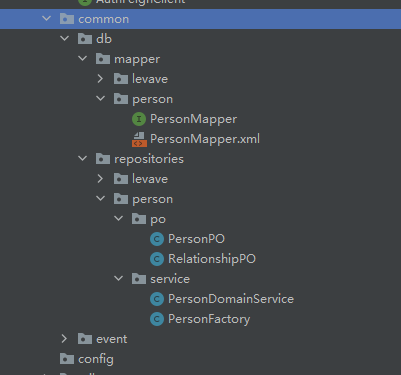 AuthFeignClient
common
db
mapper
levave
person
PersonMapper
PersonMapper.xml
repositories
levave
person
po
PersonPO
RelationshipPO
service
PersonDomainService
PersonFactory
event
config